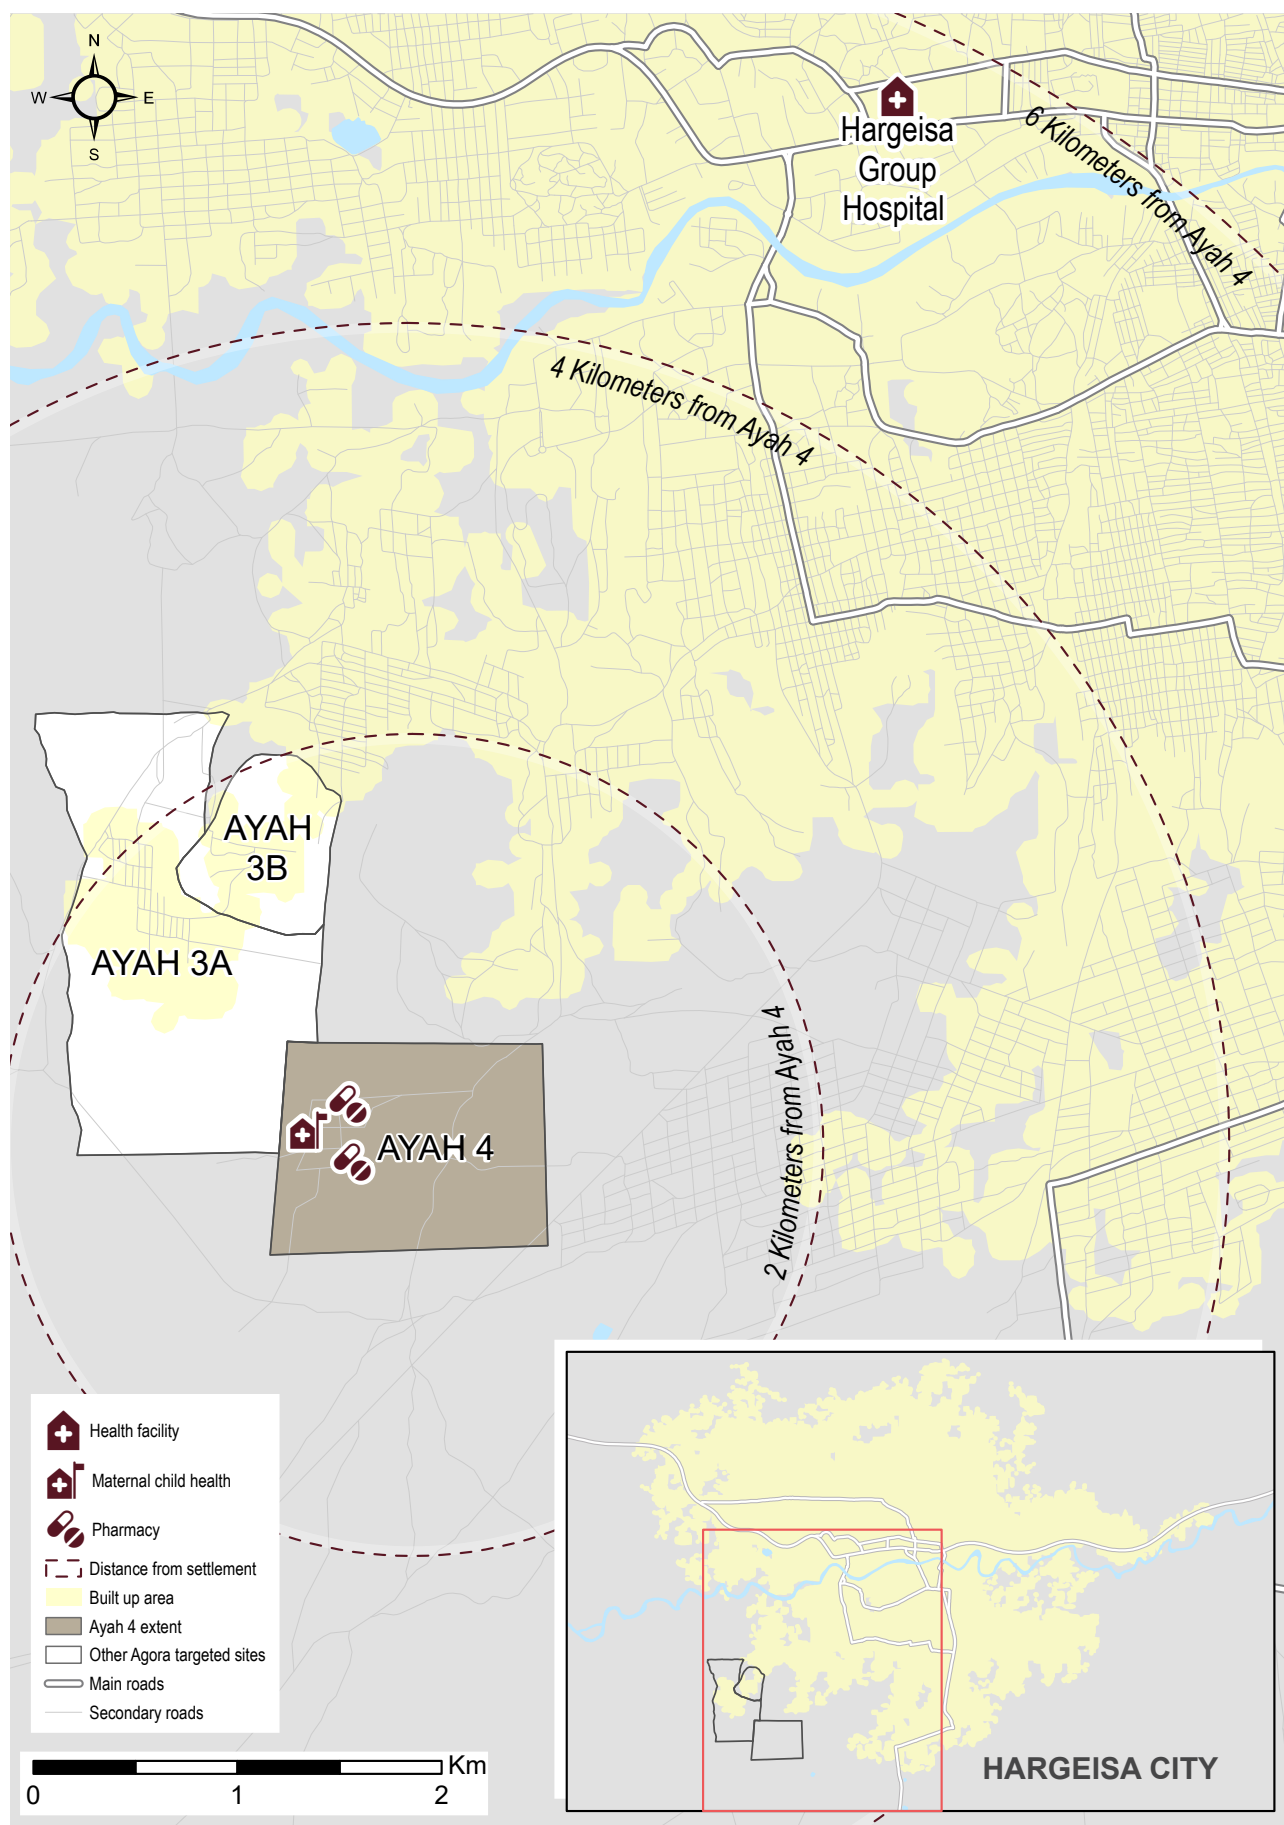 N
W
E
S
Hargeisa
Group
Hospital
6 Kilometers from Ayah 4
4 Kilometers from Ayah 4
AYAH
3B
AYAH 3A
2 Kilometers from Ayah 4
AYAH 4
Health facility
Maternal child health
Pharmacy
Distance from settlement
Built up area
Ayah 4 extent
Other Agora targeted sites
Main roads
Secondary roads
Km
0
1
2
HARGEISA CITY